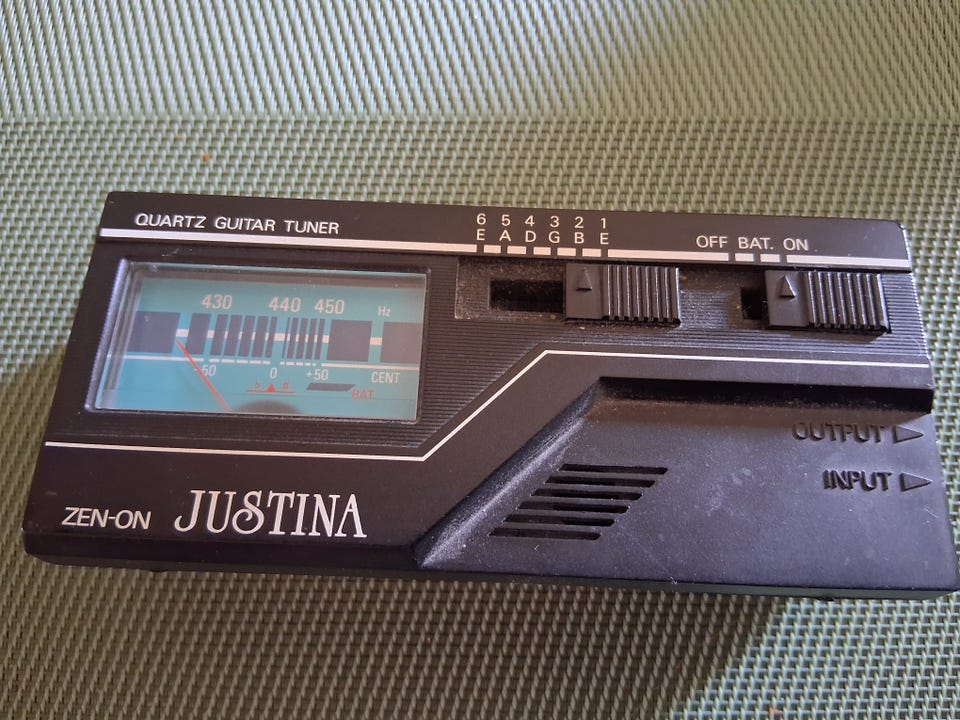 QUARTZ GUITAR TUNER
6 5 4 3 2 1
E A D G B E
OFF BAT. ON
430 440 450 Hz
-50 0 +50 CENT
b #
BAT.
OUTPUT
INPUT
ZEN-ON JUSTINA